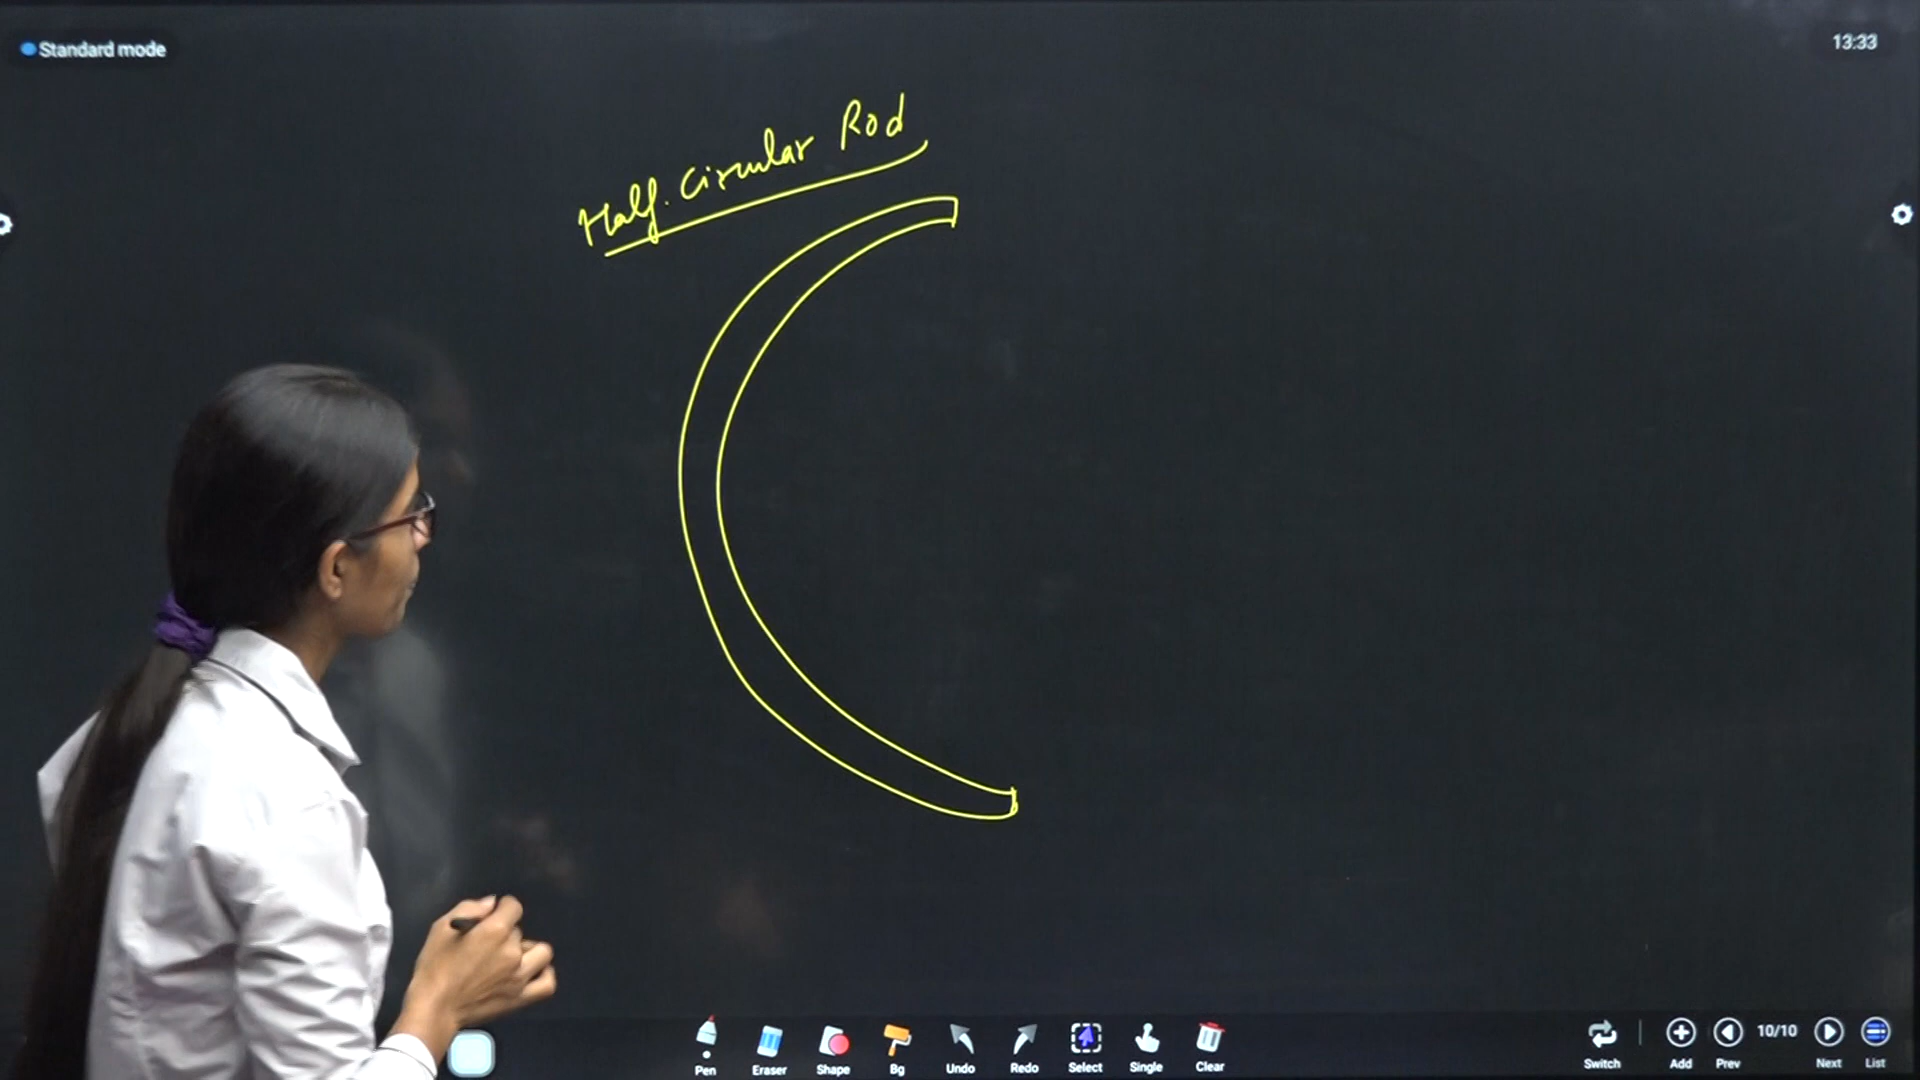 Standard mode
13:33
Half. Circular Rod
Pen Eraser Shape Bg Undo Redo Select Single Clear
Switch Add Prev 10/10 Next List